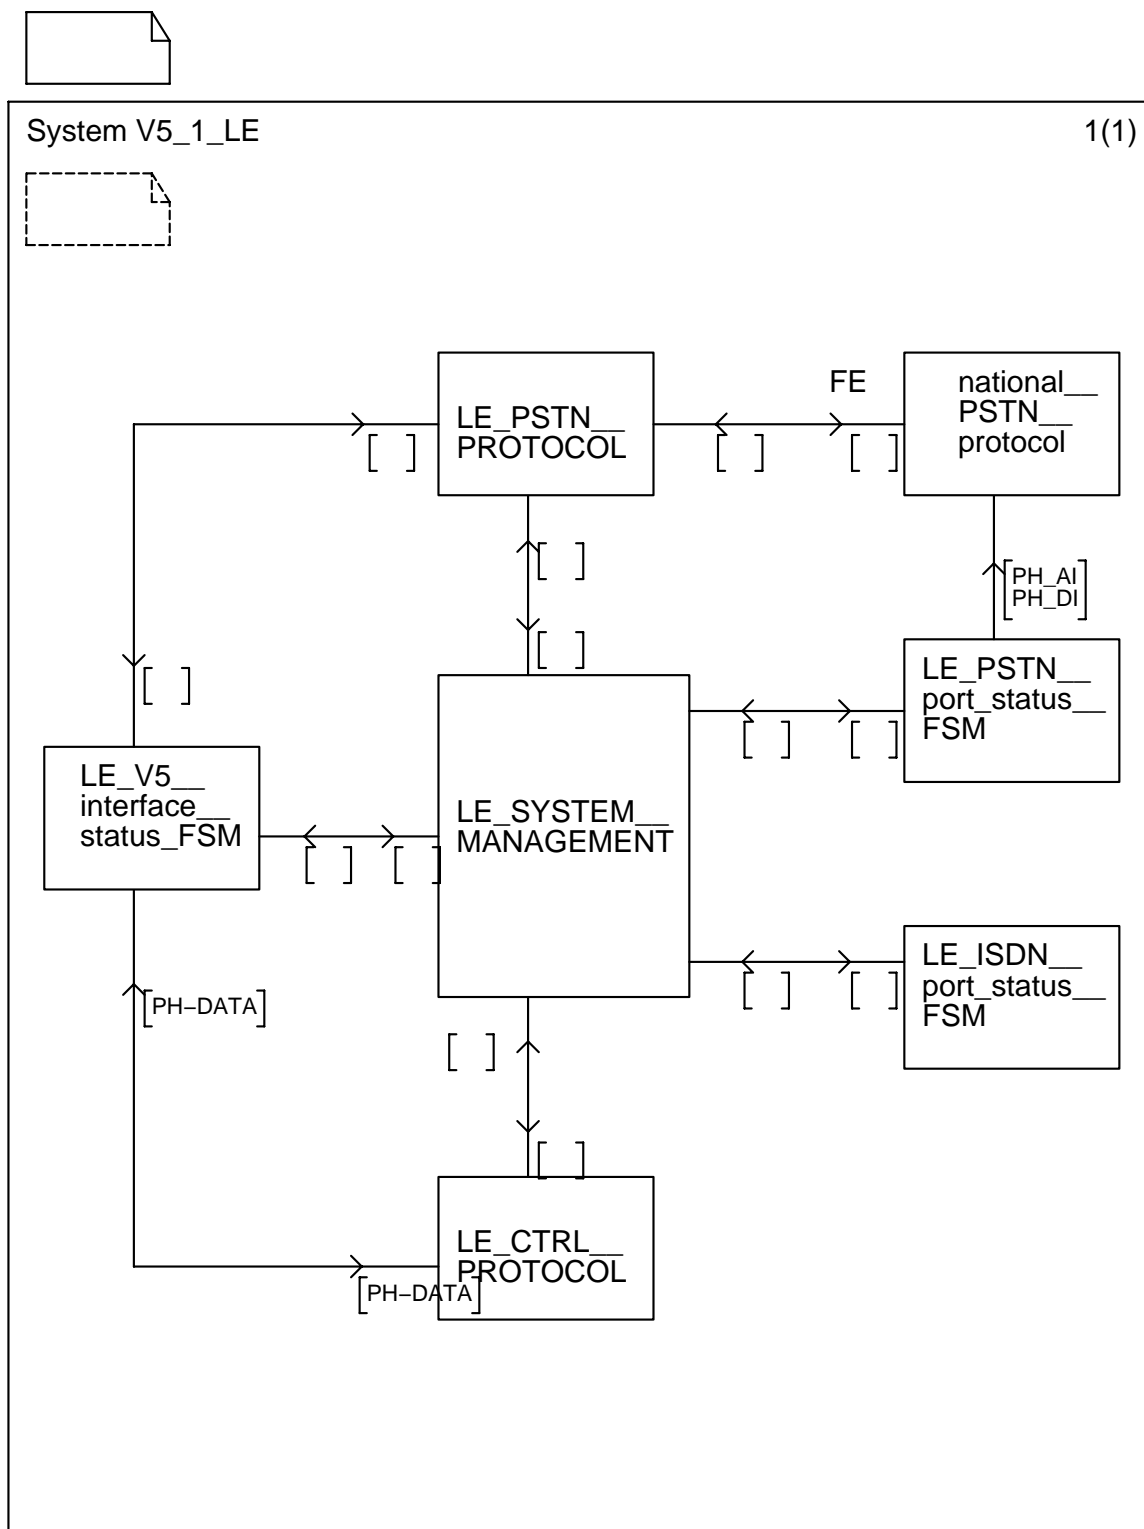 System V5_1_LE
1(1)
FE
LE_PSTN__
PROTOCOL
[ ]
[ ]
[ ]
national__
PSTN__
protocol
[ ]
[ ]
[PH_AI
PH_DI]
[ ]
LE_PSTN__
port_status__
FSM
[ ]
[ ]
LE_V5__
interface__
status_FSM
[ ]
[ ]
LE_SYSTEM__
MANAGEMENT
LE_ISDN__
port_status__
FSM
[ ]
[ ]
[PH–DATA]
[ ]
[ ]
LE_CTRL__
PROTOCOL
[PH–DATA]